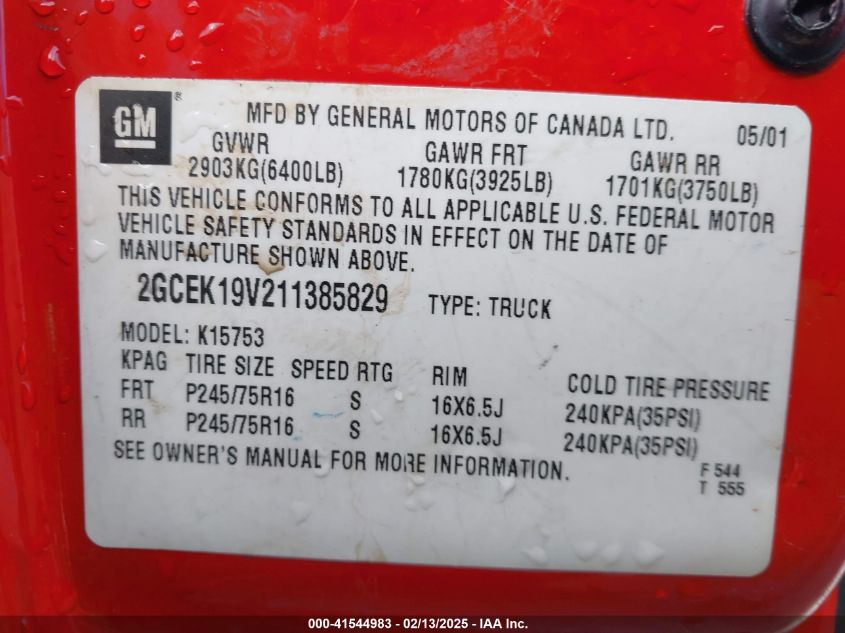 GM®
MFD BY GENERAL MOTORS OF CANADA LTD. 05/01
GVWR GAWR FRT GAWR RR
2903KG(6400LB) 1780KG(3925LB) 1701KG(3750LB)
THIS VEHICLE CONFORMS TO ALL APPLICABLE U.S. FEDERAL MOTOR
VEHICLE SAFETY STANDARDS IN EFFECT ON THE DATE OF
MANUFACTURE SHOWN ABOVE.
2GCEK19V211385829 TYPE: TRUCK
MODEL: K15753
KPAG TIRE SIZE SPEED RTG RIM COLD TIRE PRESSURE
FRT P245/75R16 S 16X6.5J 240KPA(35PSI)
RR P245/75R16 S 16X6.5J 240KPA(35PSI)
SEE OWNER'S MANUAL FOR MORE INFORMATION.
F 544
T 555
000-41544983 - 02/13/2025 - IAA Inc.